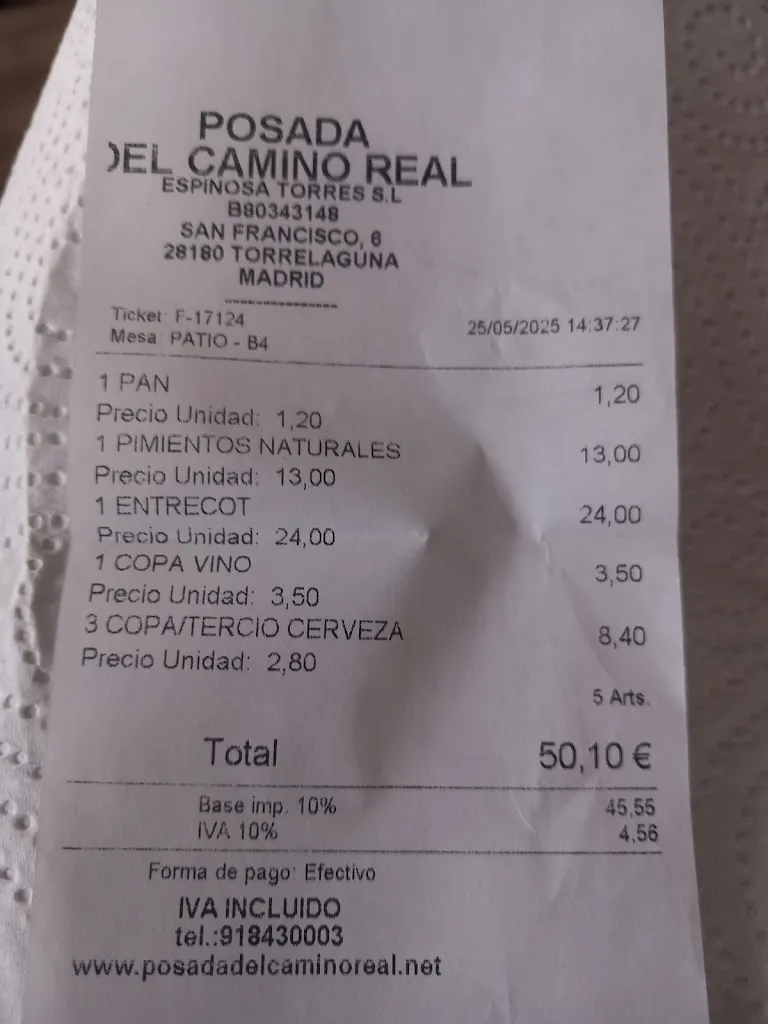 POSADA
DEL CAMINO REAL
ESPINOSA TORRES S.L
B80343148
SAN FRANCISCO, 6
28180 TORRELAGUNA
MADRID
---------------
Ticket: F-17124
Mesa: PATIO - B4 25/05/2025 14:37:27
1 PAN 1,20
Precio Unidad: 1,20
1 PIMIENTOS NATURALES 13,00
Precio Unidad: 13,00
1 ENTRECOT 24,00
Precio Unidad: 24,00
1 COPA VINO 3,50
Precio Unidad: 3,50
3 COPA/TERCIO CERVEZA 8,40
Precio Unidad: 2,80
5 Arts.
Total 50,10 €
Base imp. 10% 45,55
IVA 10% 4,56
Forma de pago: Efectivo
IVA INCLUIDO
tel.:918430003
www.posadadelcaminoreal.net